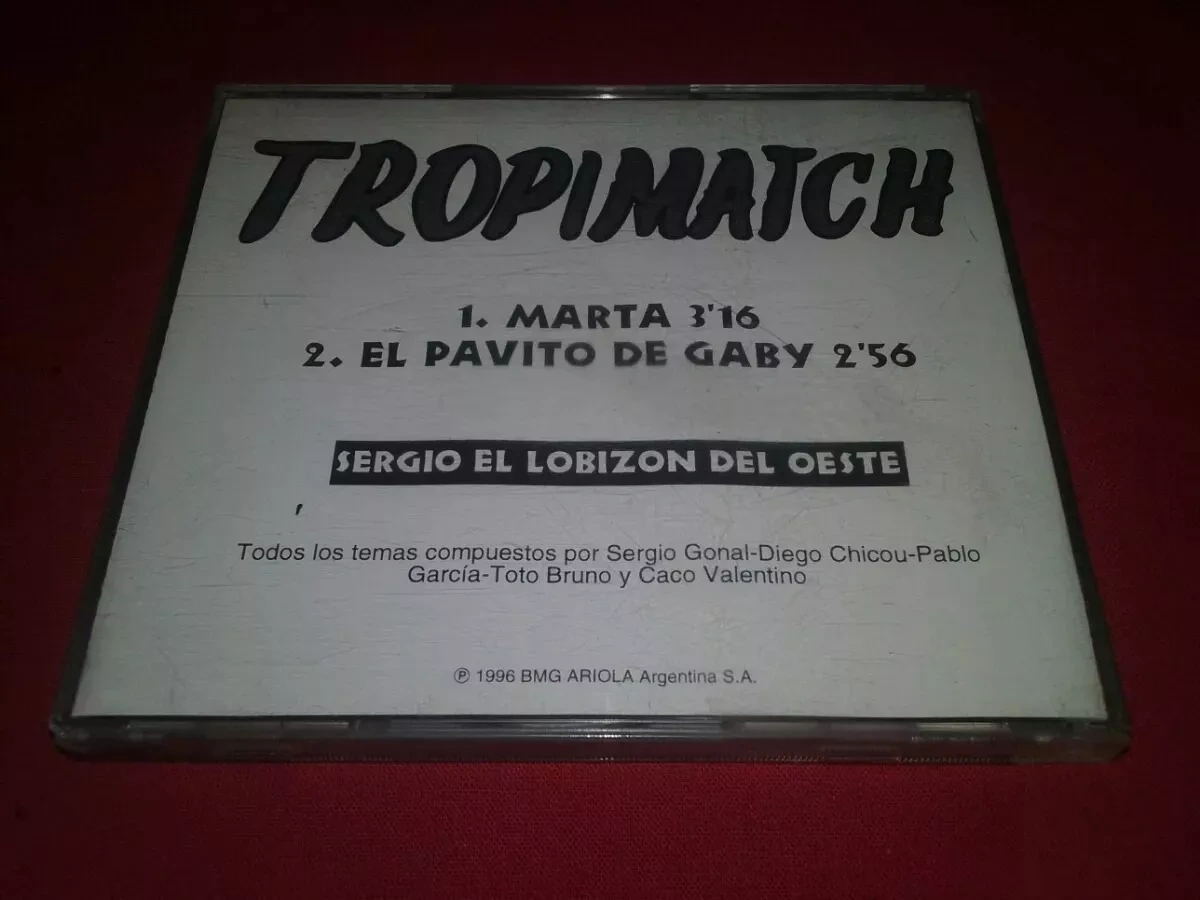 TROPIMATCH
1. MARTA 3'16
2. EL PAVITO DE GABY 2'56
SERGIO EL LOBIZON DEL OESTE
Todos los temas compuestos por Sergio Gonal-Diego Chicou-Pablo
García-Toto Bruno y Caco Valentino
℗ 1996 BMG ARIOLA Argentina S.A.